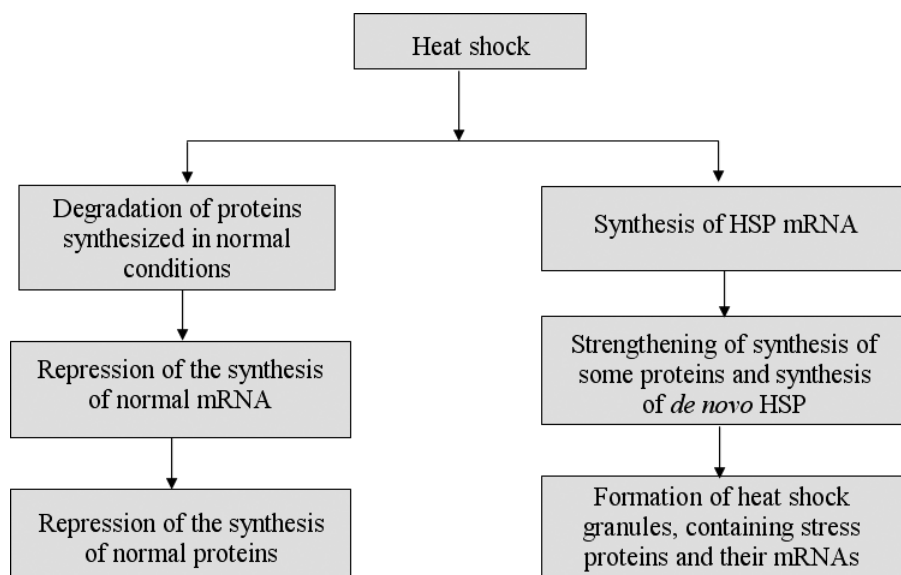 Heat shock
Degradation of proteins
synthesized in normal
conditions
Repression of the synthesis
of normal mRNA
Repression of the synthesis
of normal proteins
Synthesis of HSP mRNA
Strengthening of synthesis of
some proteins and synthesis
of de novo HSP
Formation of heat shock
granules, containing stress
proteins and their mRNAs